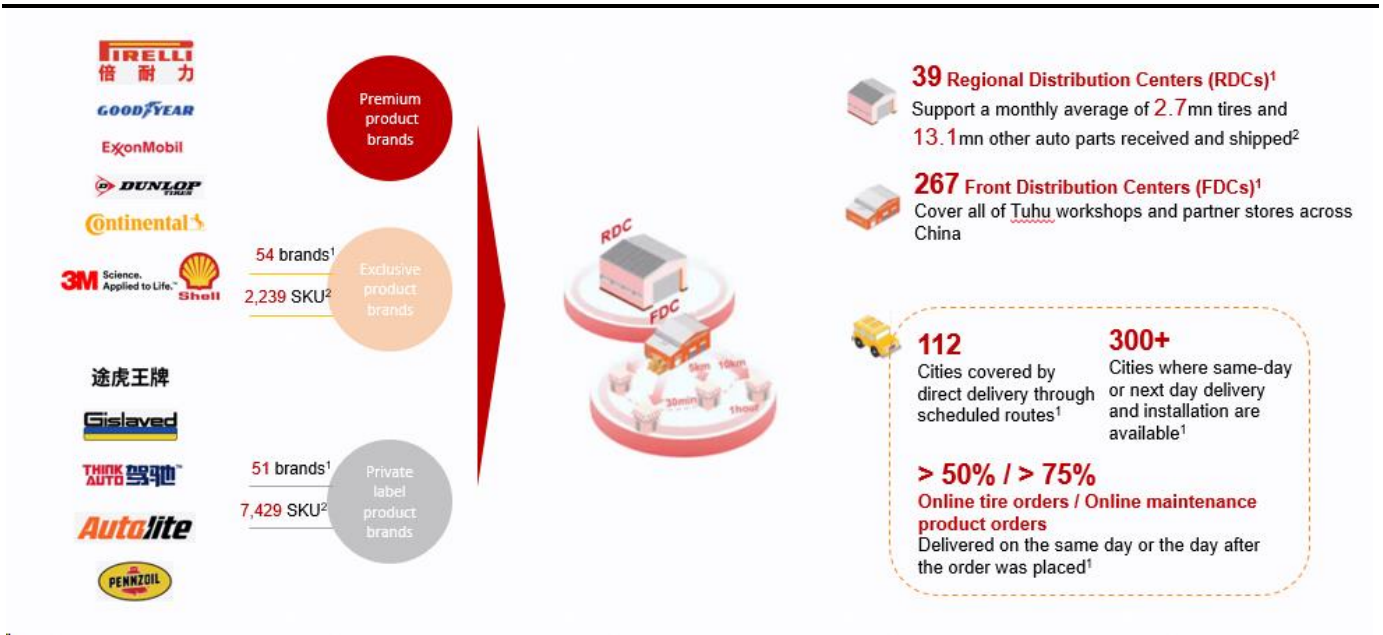 PIRELLI
倍耐力
GOODYEAR
ExxonMobil
DUNLOP
TIRES
Continental
3M Science.
Applied to Life.™
Shell
途虎王牌
Gislaved
THINK
AUTO 驾驰™
Autolite
PENNZOIL
Premium
product
brands
54 brands¹
2,239 SKU²
Exclusive
product
brands
51 brands¹
7,429 SKU²
Private
label
product
brands
RDC
FDC
5km
10km
30min
1hour
39 Regional Distribution Centers (RDCs)¹
Support a monthly average of 2.7mn tires and
13.1mn other auto parts received and shipped²
267 Front Distribution Centers (FDCs)¹
Cover all of Tuhu workshops and partner stores across
China
112
Cities covered by
direct delivery through
scheduled routes¹
300+
Cities where same-day
or next day delivery
and installation are
available¹
> 50% / > 75%
Online tire orders / Online maintenance
product orders
Delivered on the same day or the day after
the order was placed¹